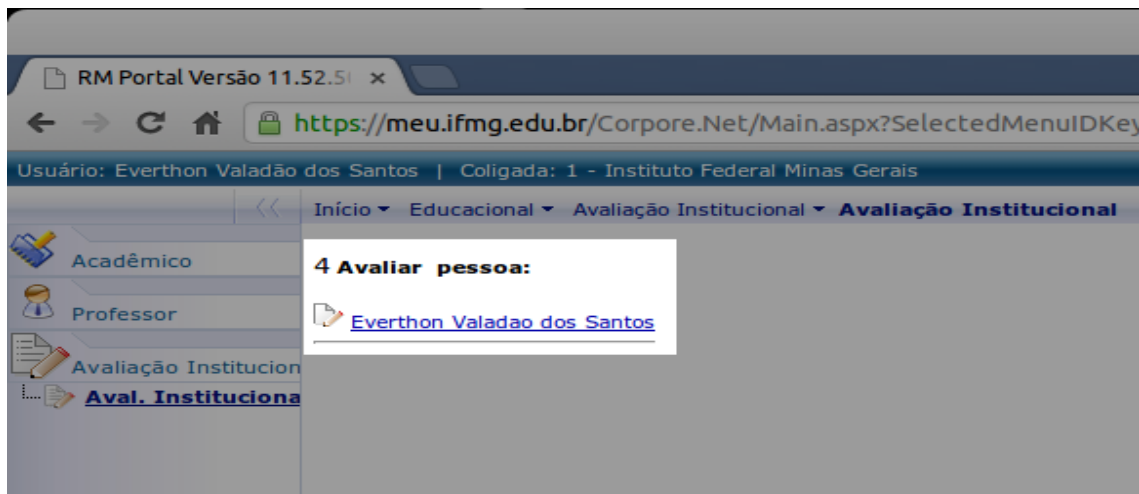 RM Portal Versão 11.52.5
https://meu.ifmg.edu.br/Corpore.Net/Main.aspx?SelectedMenuIDKey
Usuário: Everthon Valadão dos Santos | Coligada: 1 - Instituto Federal Minas Gerais
Início Educacional Avaliação Institucional Avaliação Institucional
Acadêmico
Professor
Avaliação Institucion
Aval. Instituciona
4 Avaliar pessoa:
Everthon Valadao dos Santos